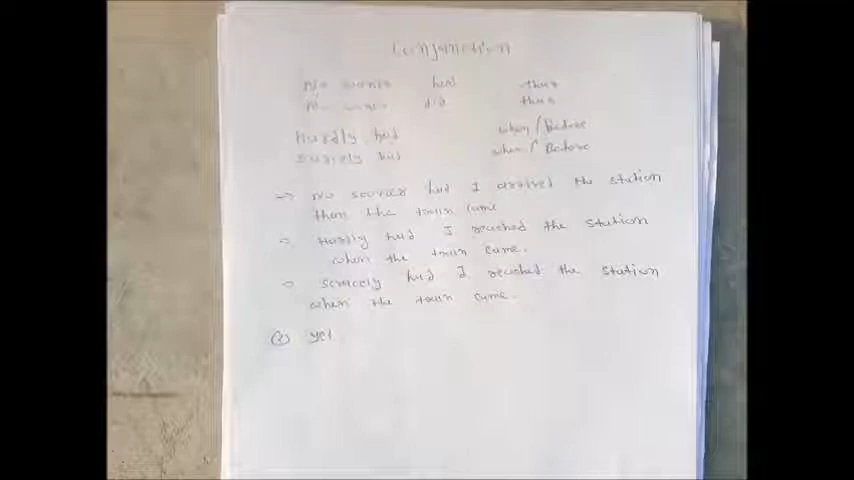 Conjunction
No sooner had than
No sooner did than
Hardly had when / Before
Scarcely had when / Before
→ No sooner had I arrived the station
then the train came
→ Hardly had I reached the station
when the train came.
→ Scracely had I reached the station
when the train came.
② Yet